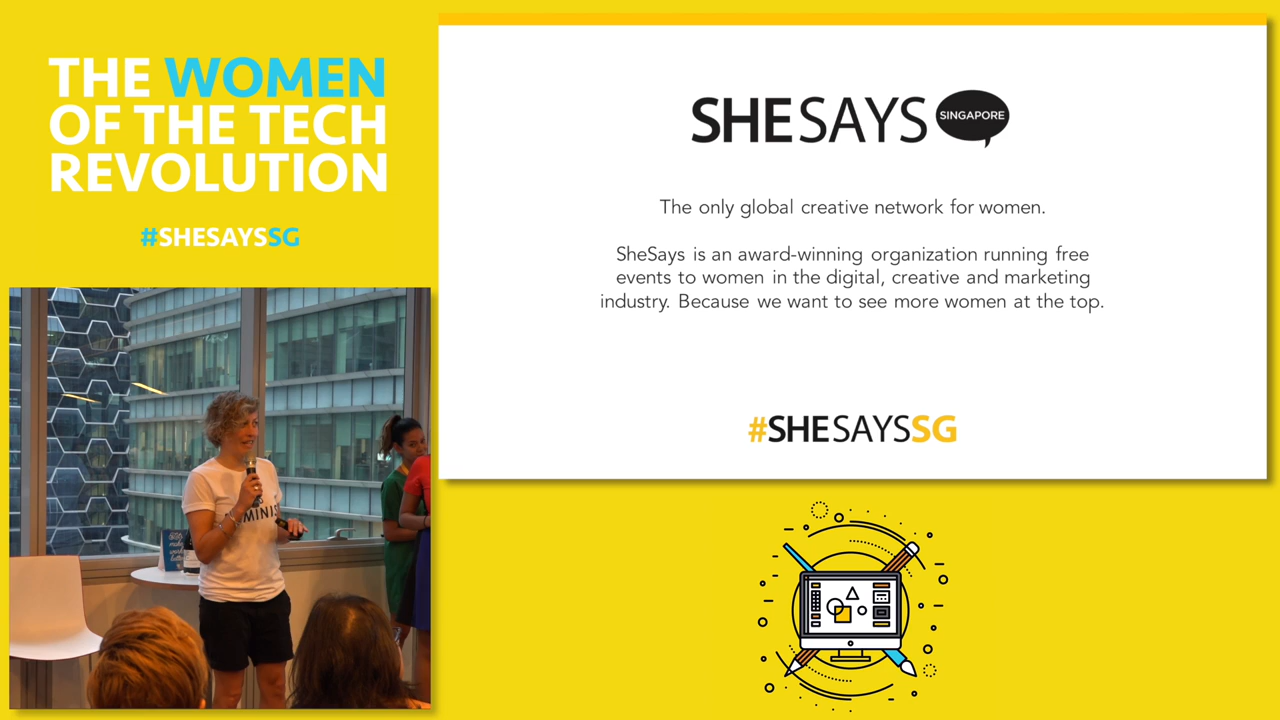 THE WOMEN
OF THE TECH
REVOLUTION
#SHESAYSSG
SHESAYS SINGAPORE
The only global creative network for women.
SheSays is an award-winning organization running free
events to women in the digital, creative and marketing
industry. Because we want to see more women at the top.
#SHESAYSSG